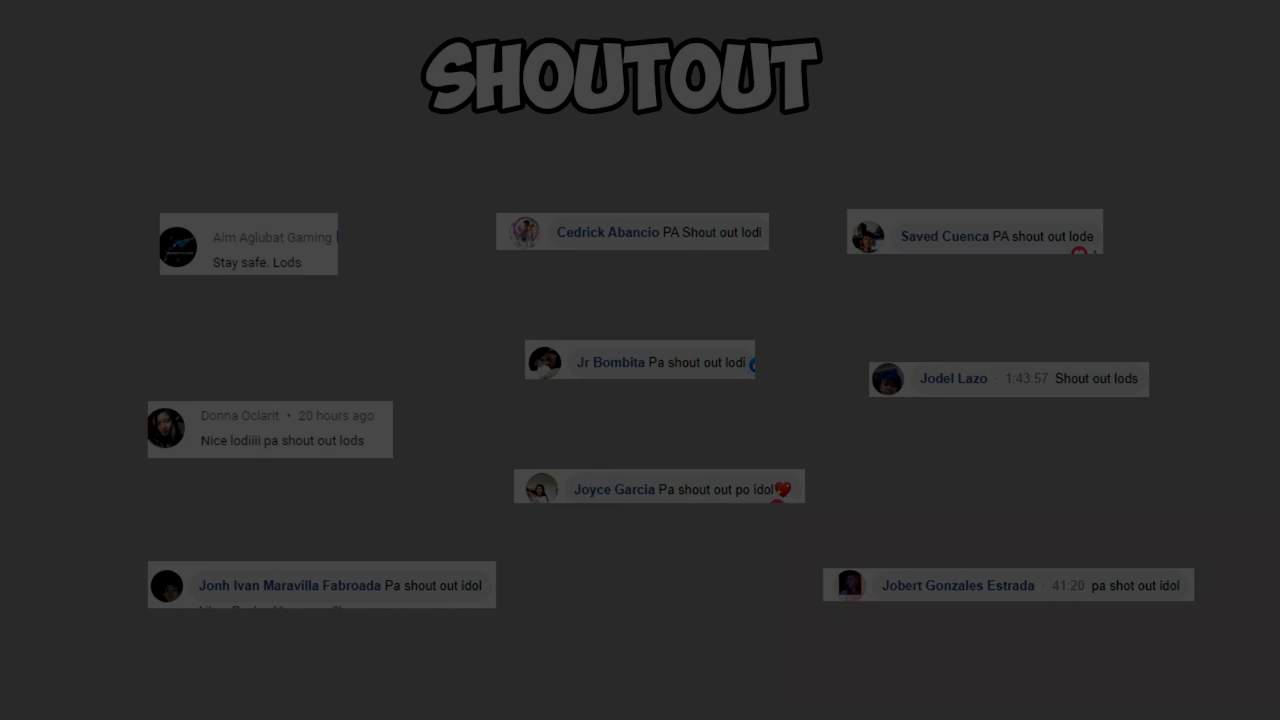 SHOUTOUT
Aim Aglubat Gaming
Stay safe. Lods
Cedrick Abancio PA Shout out lodi
Saved Cuenca PA shout out lode
Jr Bombita Pa shout out lodi
Jodel Lazo · 1:43:57 Shout out lods
Donna Oclarit • 20 hours ago
Nice lodiiii pa shout out lods
Joyce Garcia Pa shout out po idol❤️
Jonh Ivan Maravilla Fabroada Pa shout out idol
Jobert Gonzales Estrada · 41:20 pa shot out idol